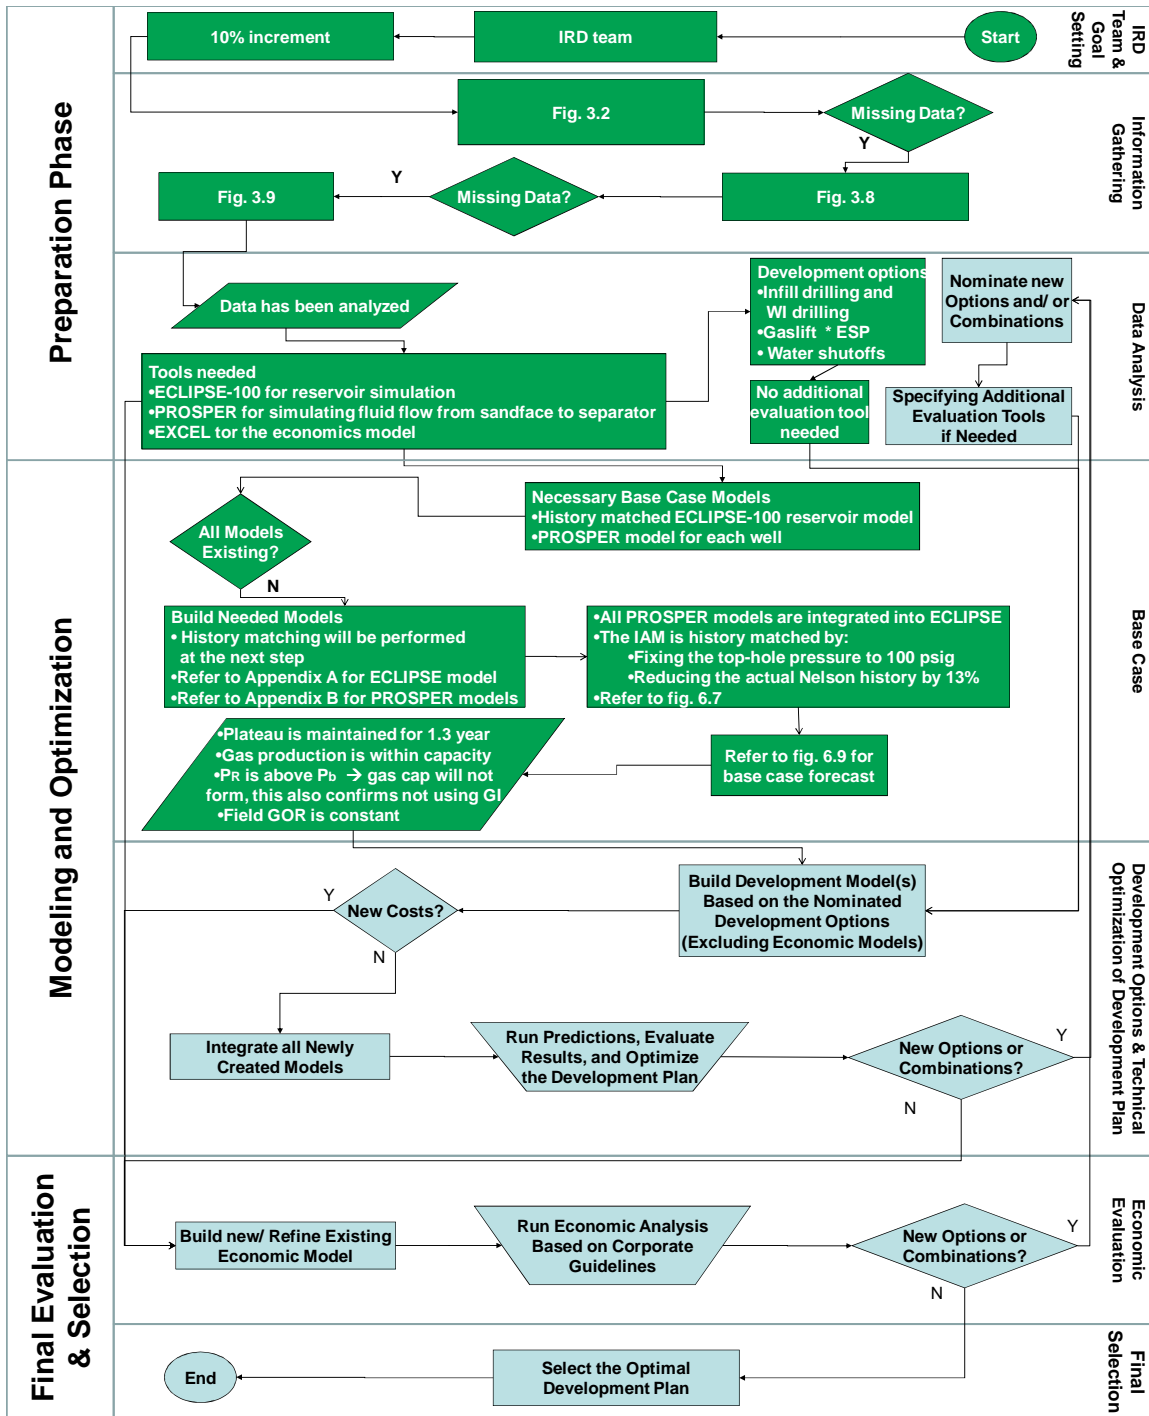 Preparation Phase
IRD
Team &
Goal
Setting
Start
IRD team
10% increment
Information
Gathering
Fig. 3.2
Missing Data?
Y
Fig. 3.8
Missing Data?
Y
Fig. 3.9
Data Analysis
Data has been analyzed
Tools needed
•ECLIPSE-100 for reservoir simulation
•PROSPER for simulating fluid flow from sandface to separator
•EXCEL tor the economics model
Development options
•Infill drilling and
WI drilling
•Gaslift * ESP
• Water shutoffs
No additional
evaluation tool
needed
Nominate new
Options and/ or
Combinations
Specifying Additional
Evaluation Tools
if Needed
Modeling and Optimization
Base Case
Necessary Base Case Models
• History matched ECLIPSE-100 reservoir model
•PROSPER model for each well
All Models
Existing?
N
Build Needed Models
• History matching will be performed
at the next step
•Refer to Appendix A for ECLIPSE model
•Refer to Appendix B for PROSPER models
•All PROSPER models are integrated into ECLIPSE
•The IAM is history matched by:
•Fixing the top-hole pressure to 100 psig
•Reducing the actual Nelson history by 13%
•Refer to fig. 6.7
Refer to fig. 6.9 for
base case forecast
•Plateau is maintained for 1.3 year
•Gas production is within capacity
•PR is above Pb → gas cap will not
form, this also confirms not using GI
•Field GOR is constant
Development Options & Technical
Optimization of Development Plan
Build Development Model(s)
Based on the Nominated
Development Options
(Excluding Economic Models)
New Costs?
Y
N
Integrate all Newly
Created Models
Run Predictions, Evaluate
Results, and Optimize
the Development Plan
New Options or
Combinations?
Y
N
Final Evaluation
& Selection
Economic
Evaluation
Build new/ Refine Existing
Economic Model
Run Economic Analysis
Based on Corporate
Guidelines
New Options or
Combinations?
Y
N
Final
Selection
Select the Optimal
Development Plan
End